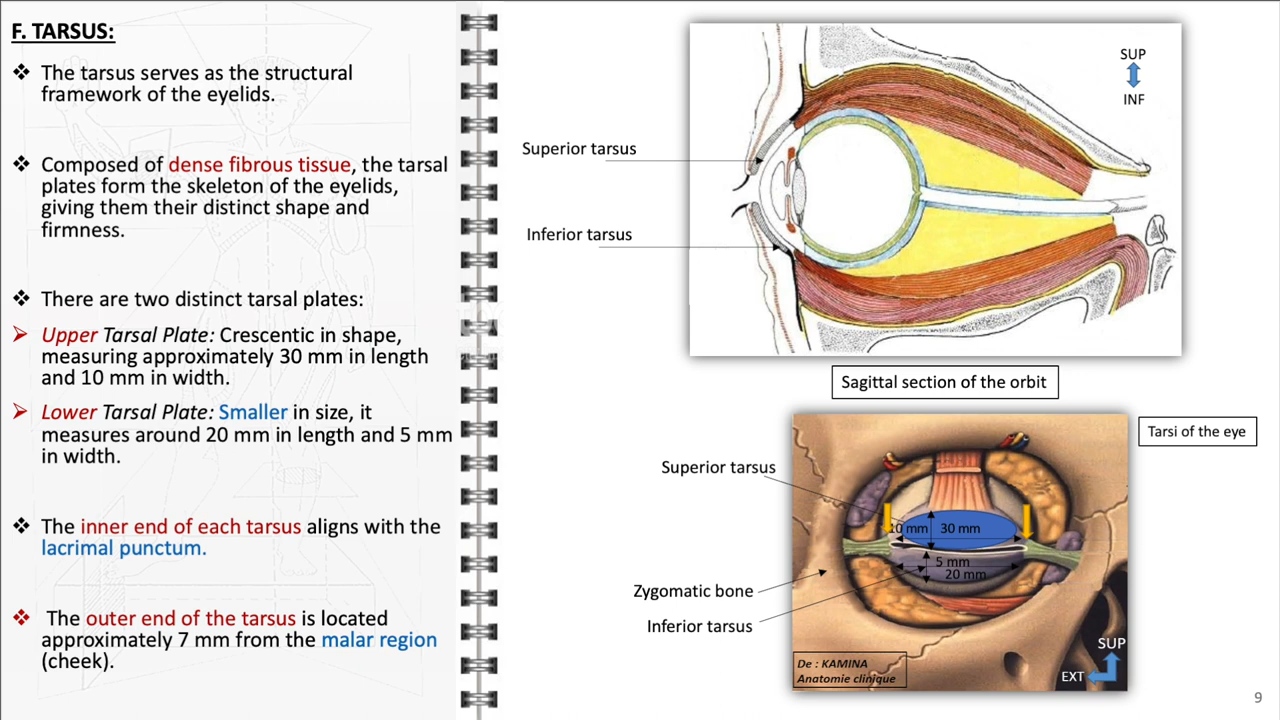 F. TARSUS:
❖ The tarsus serves as the structural
framework of the eyelids.
❖ Composed of dense fibrous tissue, the tarsal
plates form the skeleton of the eyelids,
giving them their distinct shape and
firmness.
❖ There are two distinct tarsal plates:
➢ Upper Tarsal Plate: Crescentic in shape,
measuring approximately 30 mm in length
and 10 mm in width.
➢ Lower Tarsal Plate: Smaller in size, it
measures around 20 mm in length and 5 mm
in width.
❖ The inner end of each tarsus aligns with the
lacrimal punctum.
❖ The outer end of the tarsus is located
approximately 7 mm from the malar region
(cheek).
SUP
INF
Superior tarsus
Inferior tarsus
Sagittal section of the orbit
Tarsi of the eye
Superior tarsus
10 mm 30 mm
5 mm
20 mm
Zygomatic bone
Inferior tarsus
SUP
EXT
De : KAMINA
Anatomie clinique
9